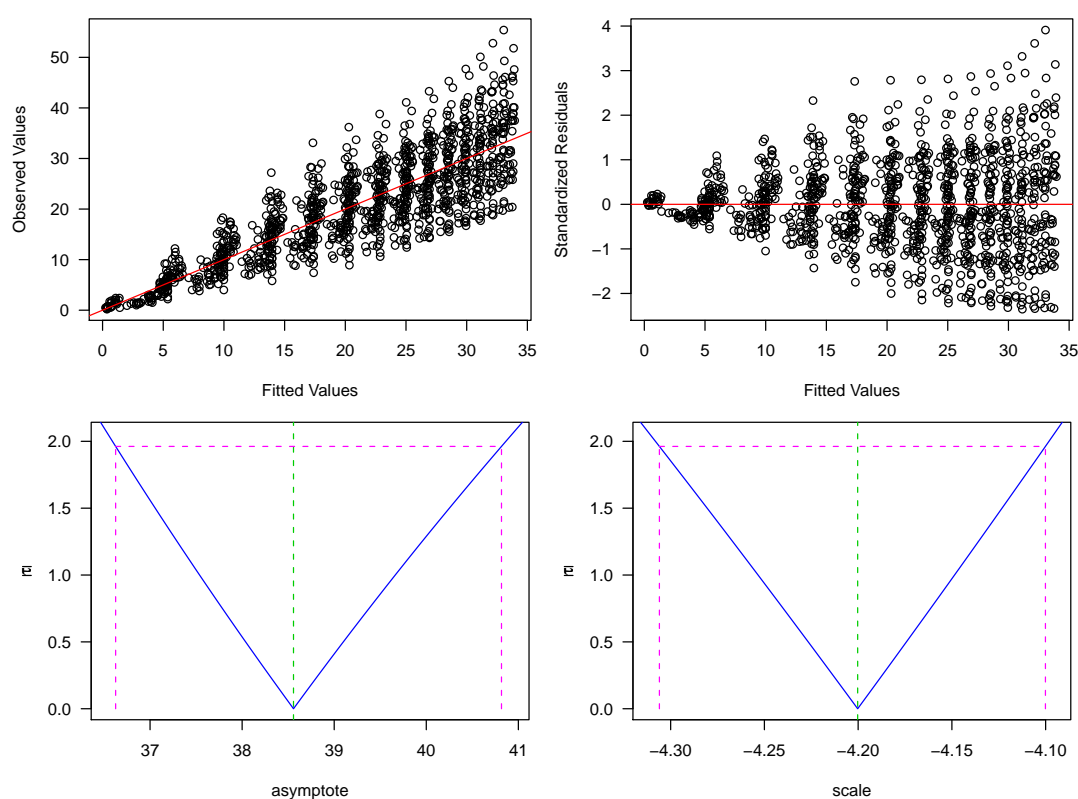 Observed Values
50
40
30
20
10
0
0 5 10 15 20 25 30 35
Fitted Values
Standardized Residuals
4
3
2
1
0
−1
−2
0 5 10 15 20 25 30 35
Fitted Values
2.0
1.5
1.0
0.5
0.0
37 38 39 40 41
asymptote
2.0
1.5
1.0
0.5
0.0
−4.30 −4.25 −4.20 −4.15 −4.10
scale